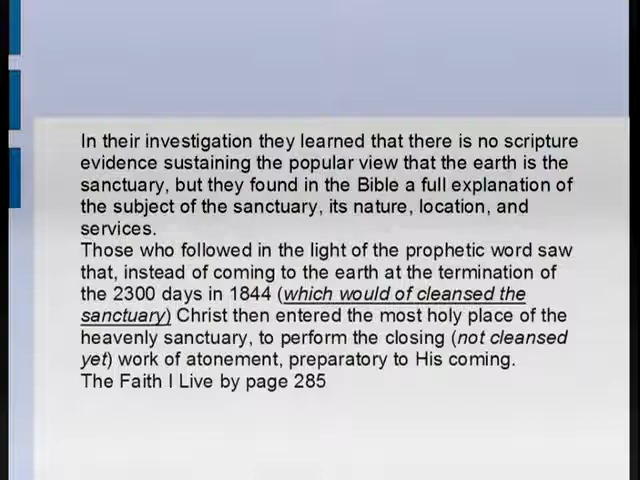 In their investigation they learned that there is no scripture
evidence sustaining the popular view that the earth is the
sanctuary, but they found in the Bible a full explanation of
the subject of the sanctuary, its nature, location, and
services.
Those who followed in the light of the prophetic word saw
that, instead of coming to the earth at the termination of
the 2300 days in 1844 (which would of cleansed the
sanctuary) Christ then entered the most holy place of the
heavenly sanctuary, to perform the closing (not cleansed
yet) work of atonement, preparatory to His coming.
The Faith I Live by page 285